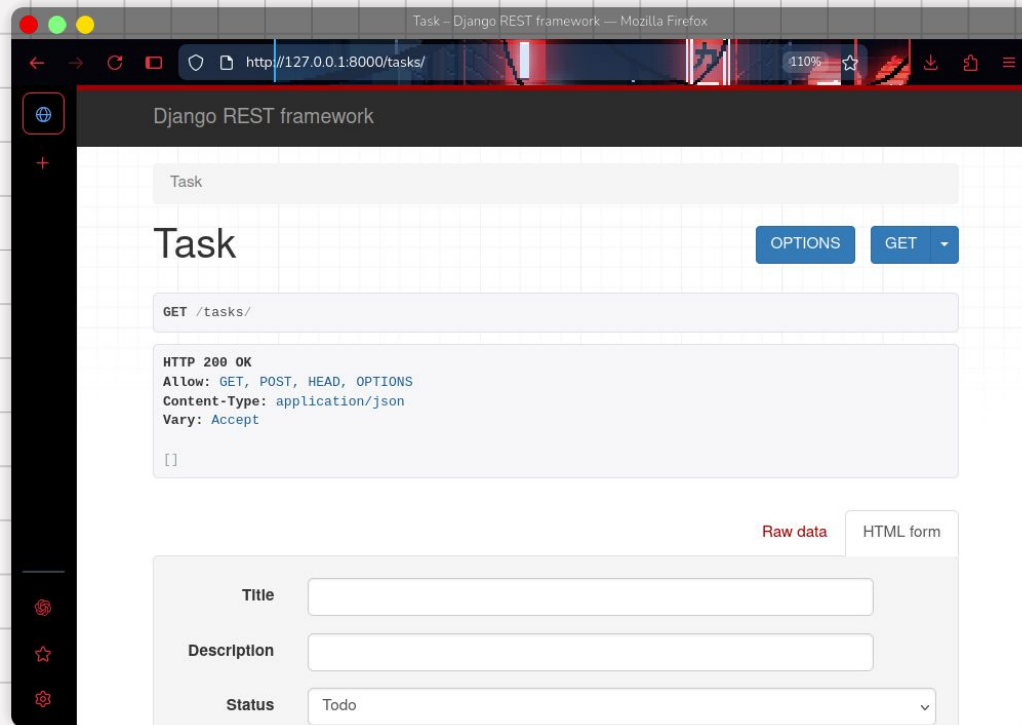 Task – Django REST framework — Mozilla Firefox
http://127.0.0.1:8000/tasks/
カ
110%
Django REST framework
Task
Task
OPTIONS
GET
GET /tasks/
HTTP 200 OK
Allow: GET, POST, HEAD, OPTIONS
Content-Type: application/json
Vary: Accept
[]
Raw data
HTML form
Title
Description
Status
Todo